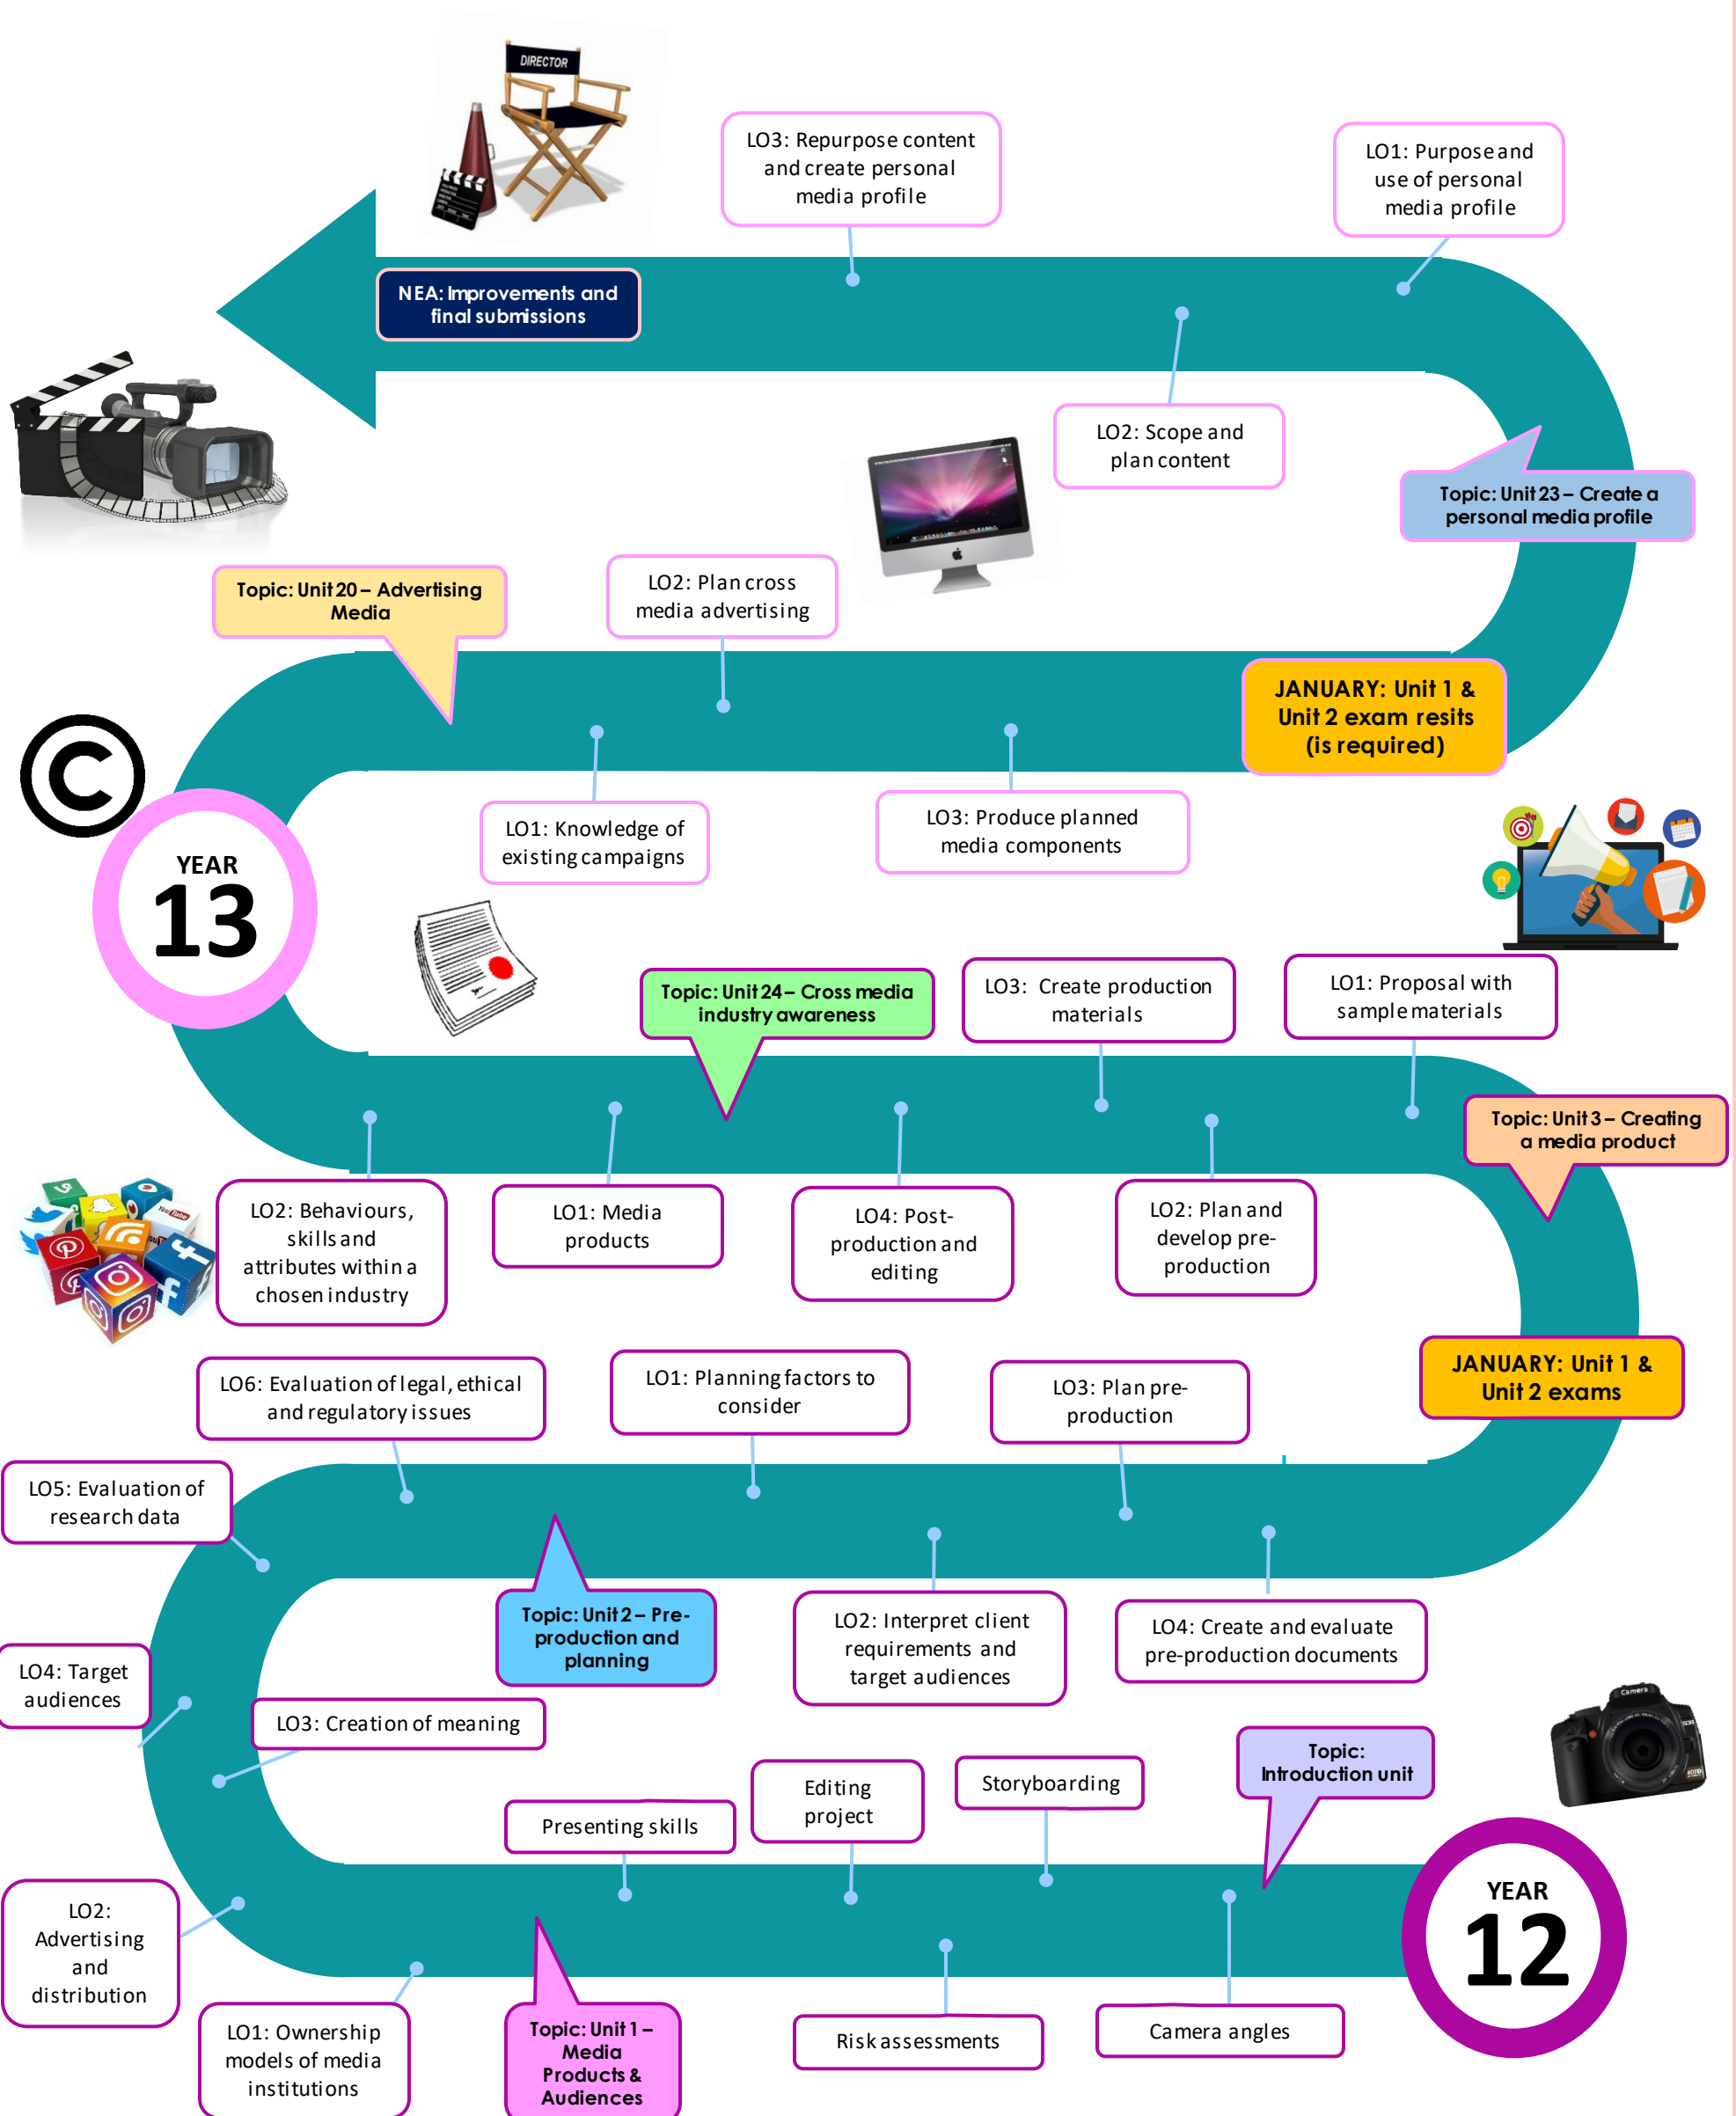 DIRECTOR
LO3: Repurpose content
and create personal
media profile
LO1: Purpose and
use of personal
media profile
NEA: Improvements and
final submissions
LO2: Scope and
plan content
Topic: Unit 23 – Create a
personal media profile
Topic: Unit 20 – Advertising
Media
LO2: Plan cross
media advertising
JANUARY: Unit 1 &
Unit 2 exam resits
(is required)
©
LO1: Knowledge of
existing campaigns
LO3: Produce planned
media components
YEAR
13
Topic: Unit 24 – Cross media
industry awareness
LO3: Create production
materials
LO1: Proposal with
sample materials
Topic: Unit 3 – Creating
a media product
LO2: Behaviours,
skills and
attributes within a
chosen industry
LO1: Media
products
LO4: Post-
production and
editing
LO2: Plan and
develop pre-
production
You Tube
JANUARY: Unit 1 &
Unit 2 exams
LO6: Evaluation of legal, ethical
and regulatory issues
LO1: Planning factors to
consider
LO3: Plan pre-
production
LO5: Evaluation of
research data
Topic: Unit 2 – Pre-
production and
planning
LO2: Interpret client
requirements and
target audiences
LO4: Create and evaluate
pre-production documents
LO4: Target
audiences
LO3: Creation of meaning
Camera
Topic:
Introduction unit
Storyboarding
Editing
project
Presenting skills
YEAR
12
LO2:
Advertising
and
distribution
LO1: Ownership
models of media
institutions
Topic: Unit 1 –
Media
Products &
Audiences
Risk assessments
Camera angles